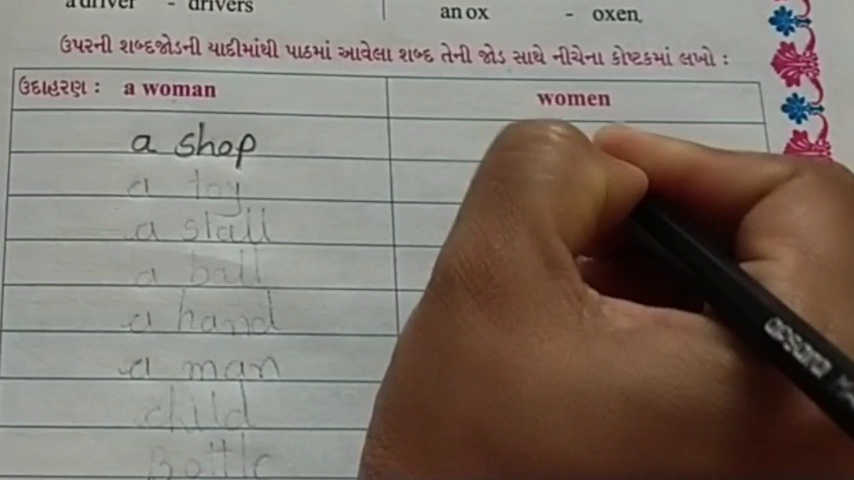 a driver - drivers
an ox - oxen,
ઉપરની શબ્દજોડની યાદીમાંથી પાઠમાં આવેલા શબ્દ તેની જોડ સાથે નીચેના કોષ્ટકમાં લખો :
ઉદાહરણ : a woman women
a shop
a toy
a stall
a ball
a hand
a man
child
Bottle
apsara